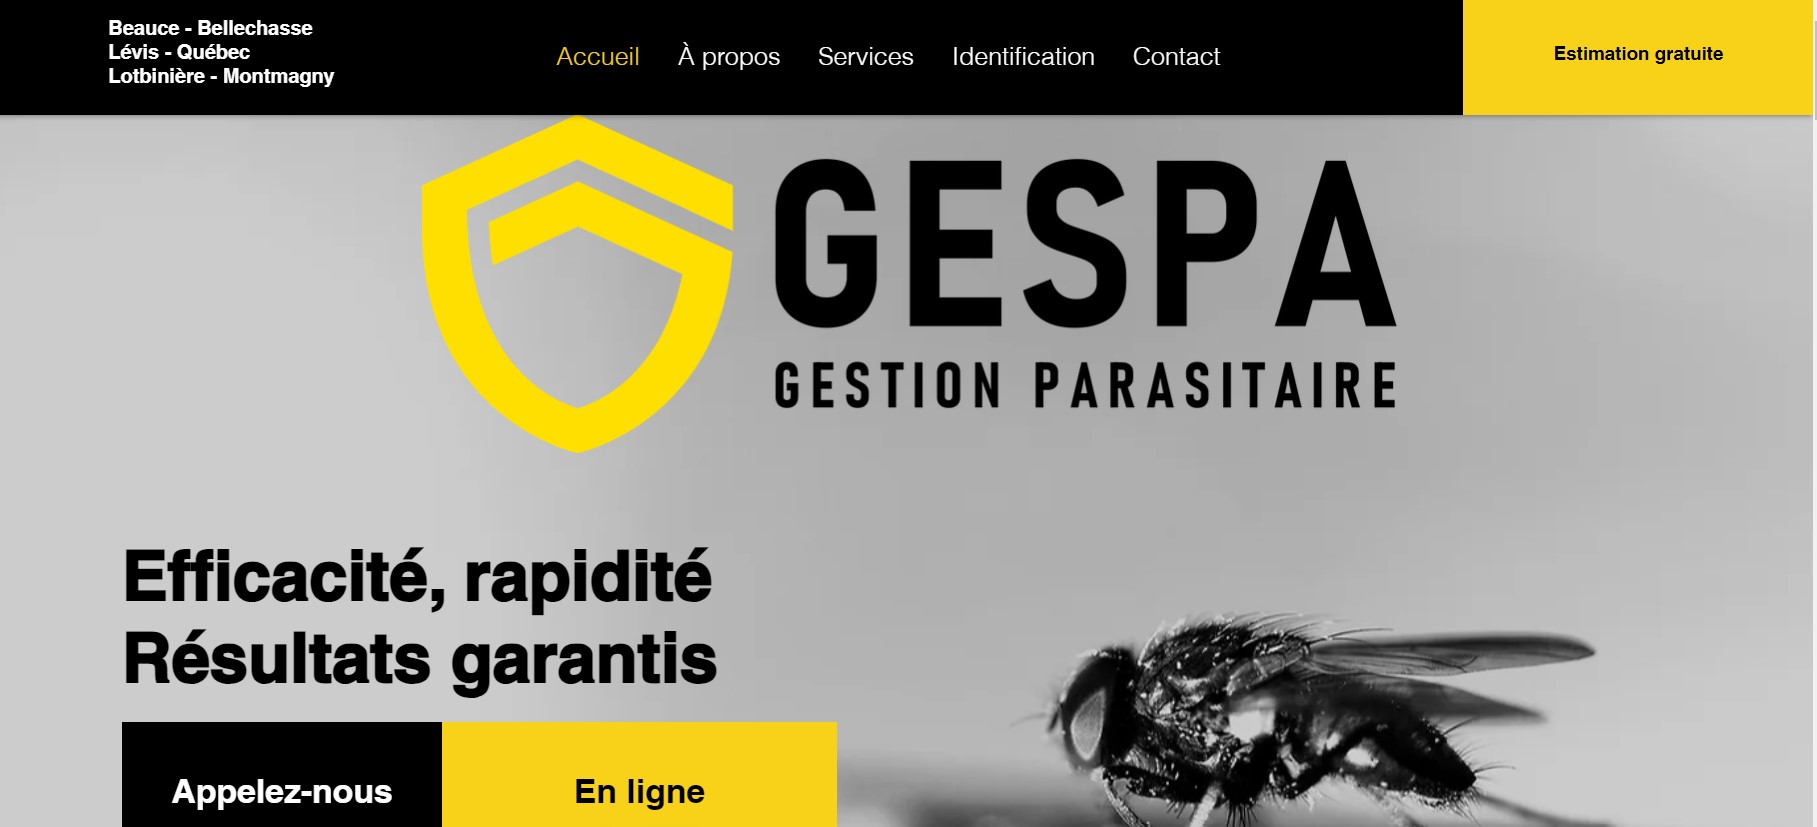 Beauce - Bellechasse
Lévis - Québec
Lotbinière - Montmagny
Accueil
À propos
Services
Identification
Contact
Estimation gratuite
GESPA
GESTION PARASITAIRE
Efficacité, rapidité
Résultats garantis
Appelez-nous
En ligne